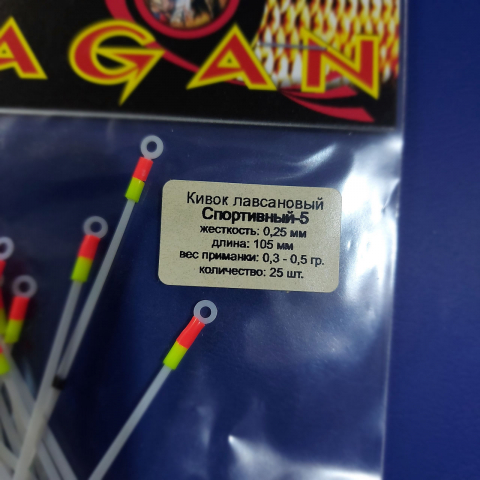 AGAN
Кивок лавсановый
Спортивный-5
жесткость: 0,25 мм
длина: 105 мм
вес приманки: 0,3 - 0,5 гр.
количество: 25 шт.